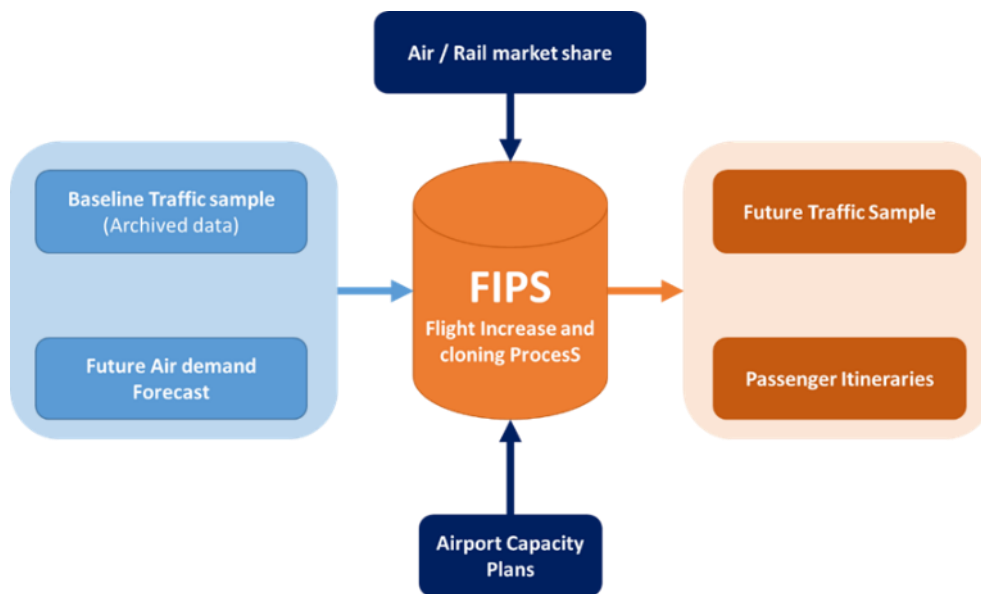 Air / Rail market share
Baseline Traffic sample
(Archived data)
Future Air demand
Forecast
FIPS
Flight Increase and
cloning ProcesS
Future Traffic Sample
Passenger Itineraries
Airport Capacity
Plans